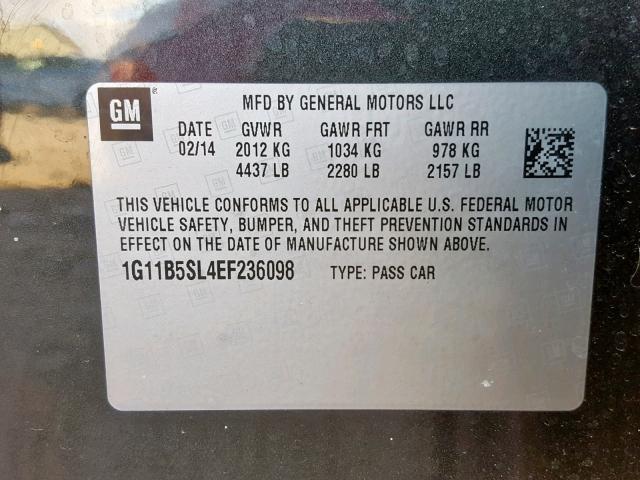 GM ® MFD BY GENERAL MOTORS LLC
DATE GVWR GAWR FRT GAWR RR
02/14 2012 KG 1034 KG 978 KG
4437 LB 2280 LB 2157 LB
THIS VEHICLE CONFORMS TO ALL APPLICABLE U.S. FEDERAL MOTOR
VEHICLE SAFETY, BUMPER, AND THEFT PREVENTION STANDARDS IN
EFFECT ON THE DATE OF MANUFACTURE SHOWN ABOVE.
1G11B5SL4EF236098 TYPE: PASS CAR